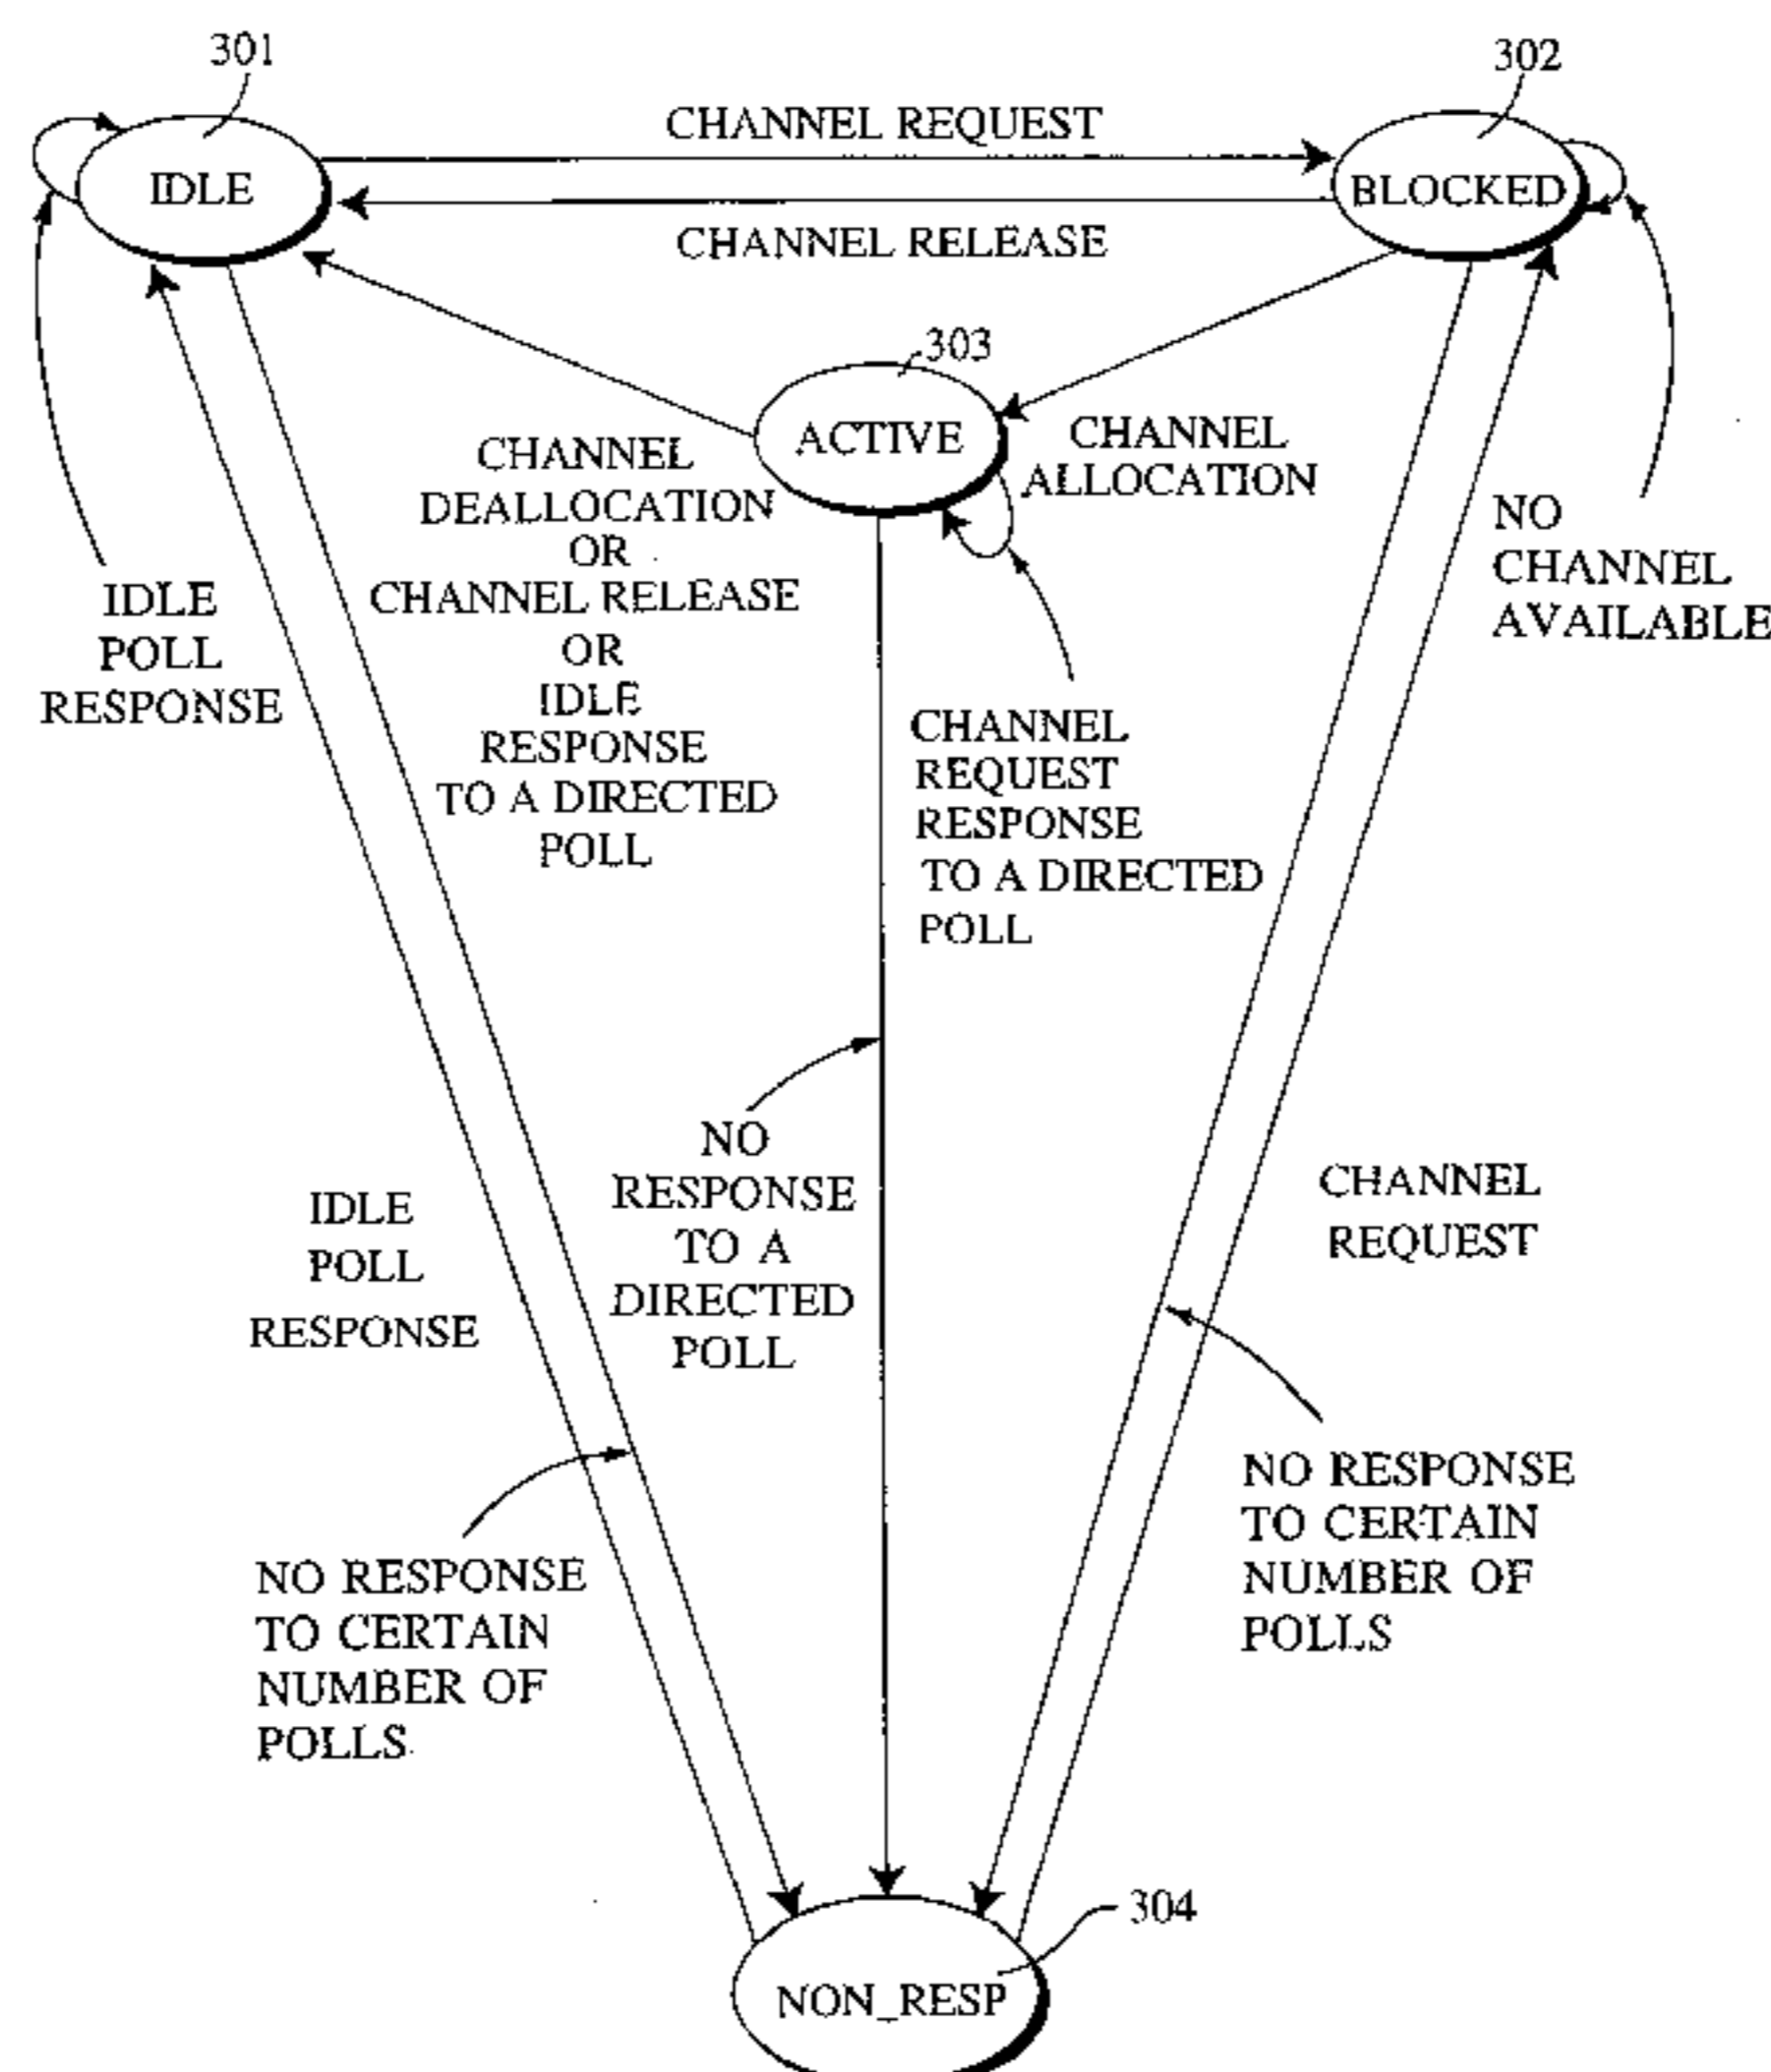 301
302
CHANNEL REQUEST
IDLE
BLOCKED
CHANNEL RELEASE
303
ACTIVE
CHANNEL
ALLOCATION
CHANNEL
DEALLOCATION
OR
CHANNEL RELEASE
OR
IDLE
RESPONSE
TO A DIRECTED
POLL
NO
CHANNEL
AVAILABLE
IDLE
POLL
RESPONSE
CHANNEL
REQUEST
RESPONSE
TO A DIRECTED
POLL
NO
RESPONSE
TO A
DIRECTED
POLL
CHANNEL
REQUEST
IDLE
POLL
RESPONSE
NO RESPONSE
TO CERTAIN
NUMBER OF
POLLS
NO RESPONSE
TO CERTAIN
NUMBER OF
POLLS
304
NON_RESP